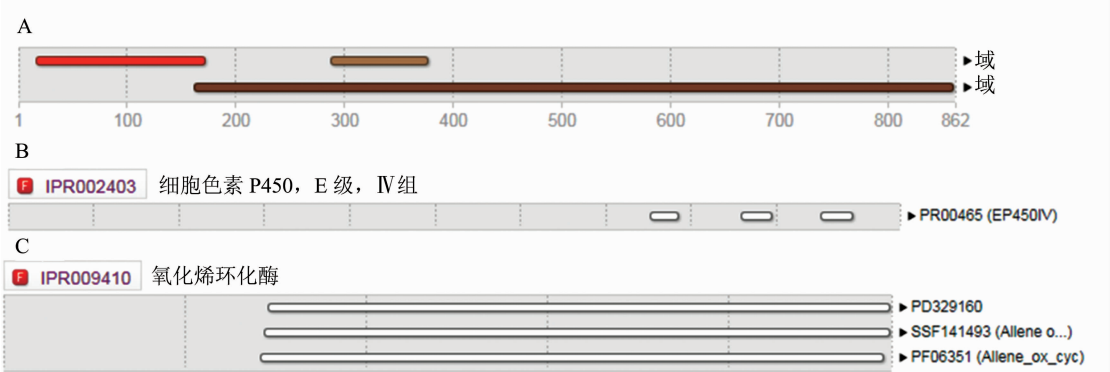 A
▶域
▶域
1 100 200 300 400 500 600 700 800 862
B
F IPR002403 细胞色素 P450，E 级，Ⅳ组
▶PR00465 (EP450IV)
C
F IPR009410 氧化烯环化酶
▶PD329160
▶SSF141493 (Allene o...)
▶PF06351 (Allene_ox_cyc)